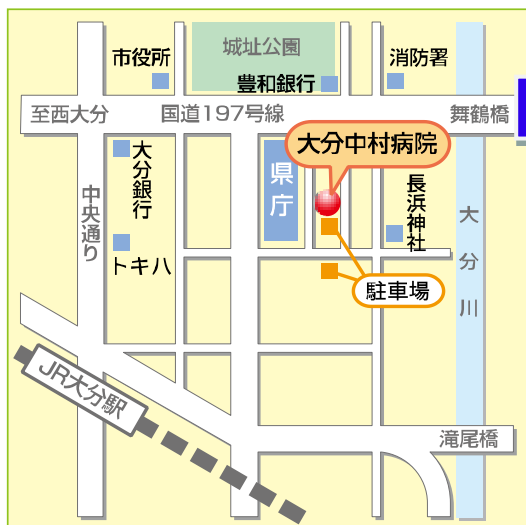 城址公園
市役所
消防署
豊和銀行
至西大分
国道197号線
舞鶴橋
大分中村病院
大分銀行
県庁
長浜神社
中央通り
大分川
トキハ
駐車場
JR大分駅
滝尾橋